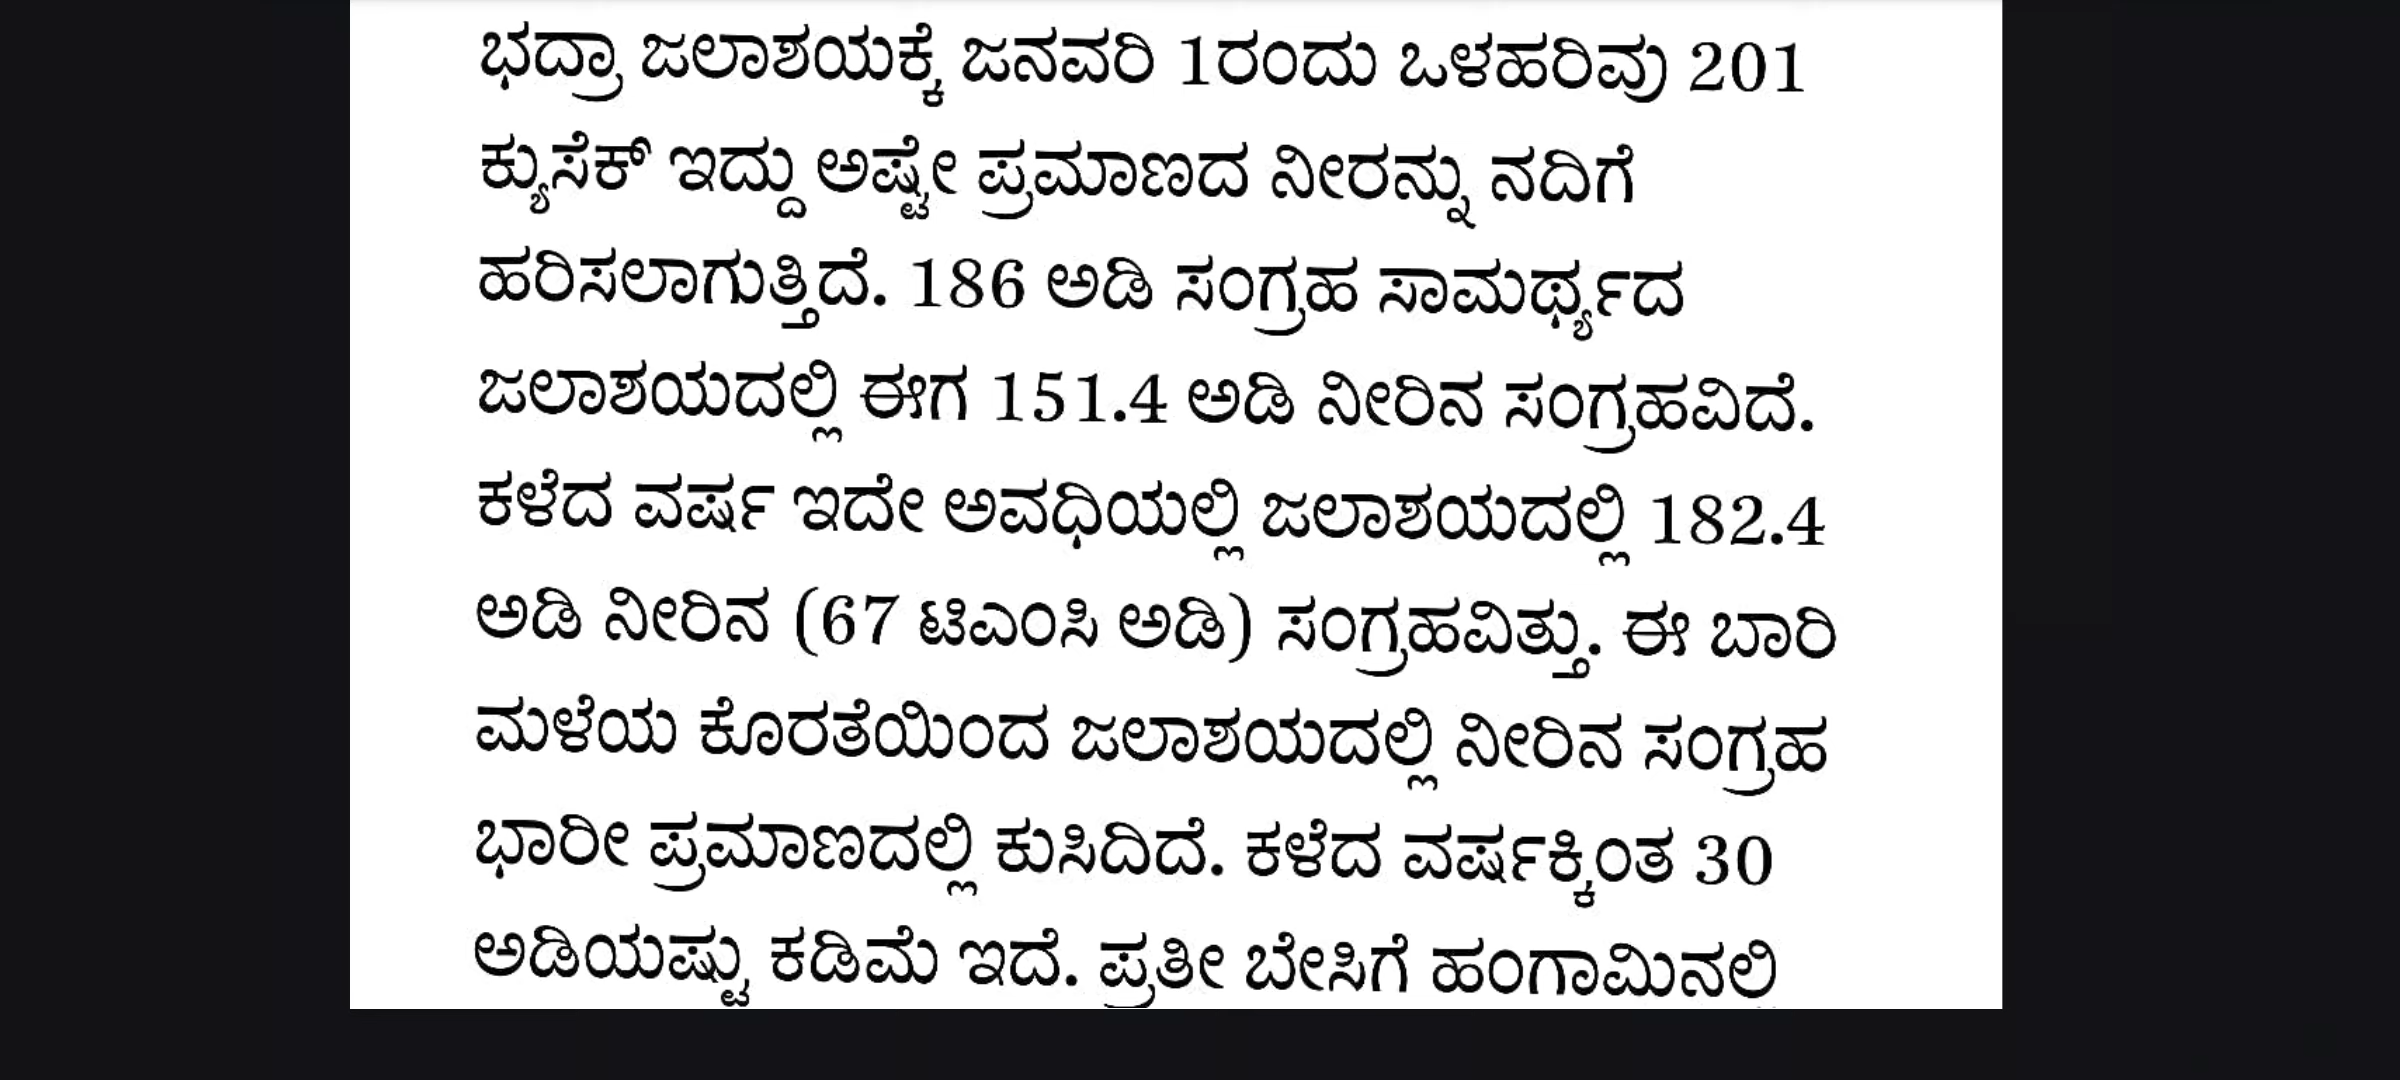 ಭದ್ರಾ ಜಲಾಶಯಕ್ಕೆ ಜನವರಿ 1ರಂದು ಒಳಹರಿವು 201
ಕ್ಯುಸೆಕ್ ಇದ್ದು ಅಷ್ಟೇ ಪ್ರಮಾಣದ ನೀರನ್ನು ನದಿಗೆ
ಹರಿಸಲಾಗುತ್ತಿದೆ. 186 ಅಡಿ ಸಂಗ್ರಹ ಸಾಮರ್ಥ್ಯದ
ಜಲಾಶಯದಲ್ಲಿ ಈಗ 151.4 ಅಡಿ ನೀರಿನ ಸಂಗ್ರಹವಿದೆ.
ಕಳೆದ ವರ್ಷ ಇದೇ ಅವಧಿಯಲ್ಲಿ ಜಲಾಶಯದಲ್ಲಿ 182.4
ಅಡಿ ನೀರಿನ (67 ಟಿಎಂಸಿ ಅಡಿ) ಸಂಗ್ರಹವಿತ್ತು. ಈ ಬಾರಿ
ಮಳೆಯ ಕೊರತೆಯಿಂದ ಜಲಾಶಯದಲ್ಲಿ ನೀರಿನ ಸಂಗ್ರಹ
ಭಾರೀ ಪ್ರಮಾಣದಲ್ಲಿ ಕುಸಿದಿದೆ. ಕಳೆದ ವರ್ಷಕ್ಕಿಂತ 30
ಅಡಿಯಷ್ಟು ಕಡಿಮೆ ಇದೆ. ಪ್ರತೀ ಬೇಸಿಗೆ ಹಂಗಾಮಿನಲ್ಲಿ